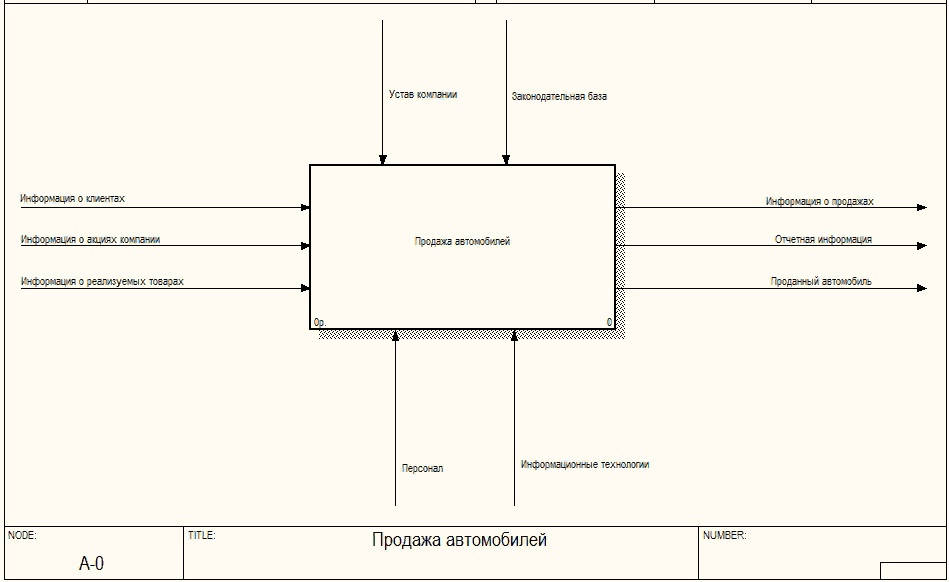 Устав компании
Законодательная база
Информация о клиентах
Информация о продажах
Информация о акциях компании
Продажа автомобилей
Отчетная информация
Информация о реализуемых товарах
Проданный автомобиль
0р.
0
Персонал
Информационные технологии
NODE:
TITLE:
Продажа автомобилей
NUMBER:
A-0